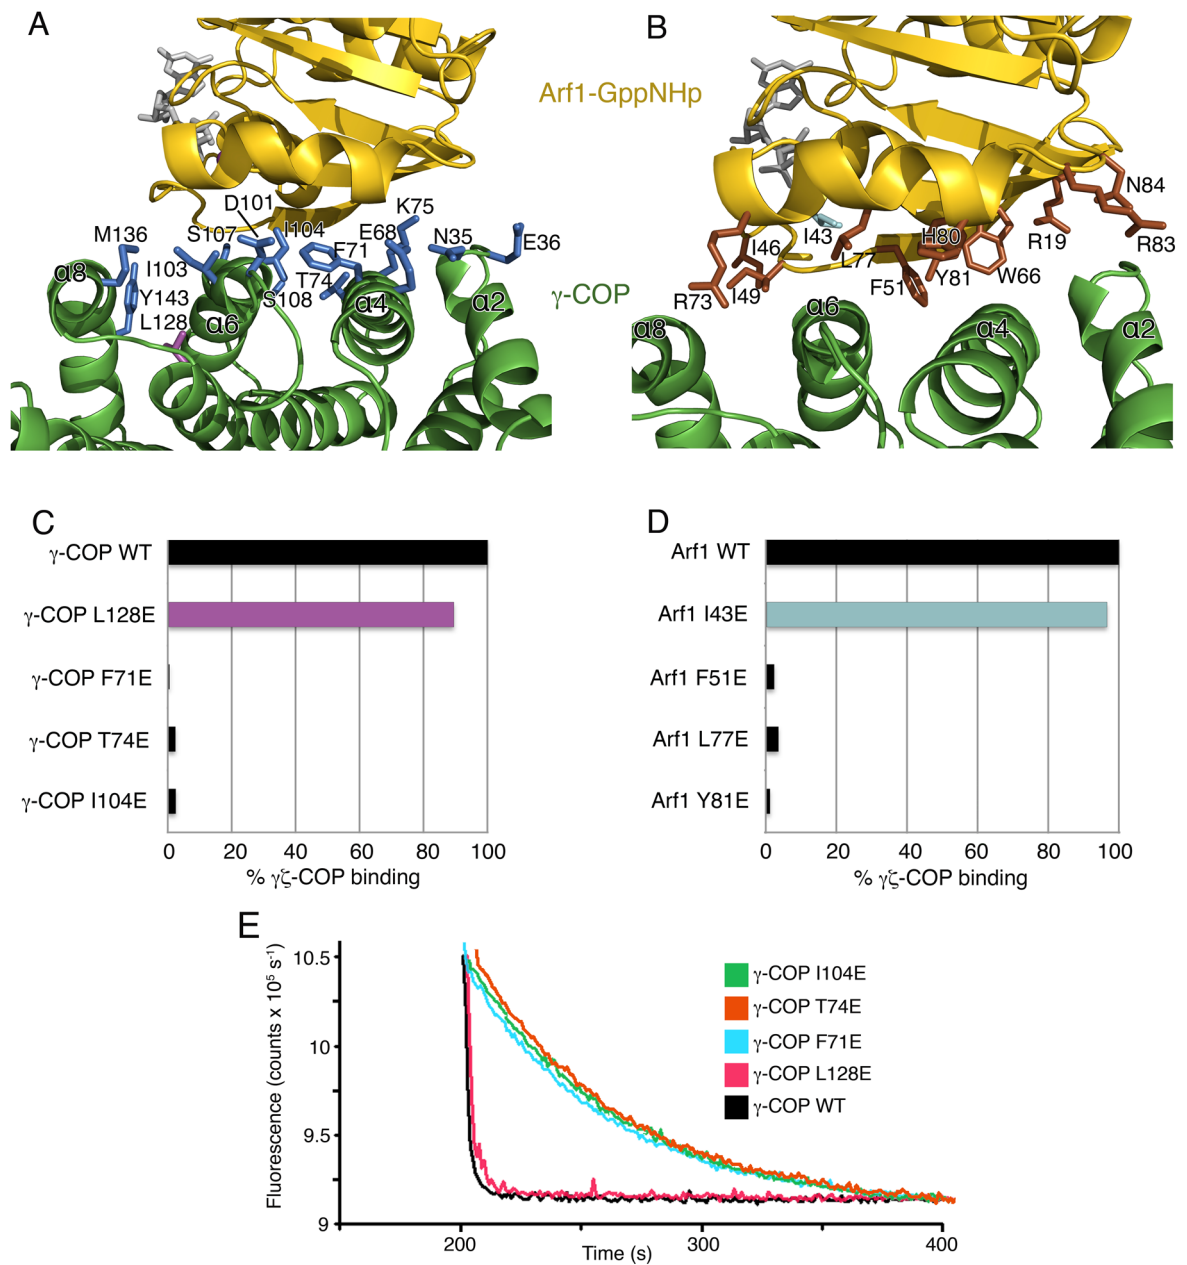 A
B
Arf1-GppNHp
γ-COP
D101
K75
M136
S107
I104
E68
N35
E36
F71
α8
I103
T74
Y143
S108
α4
α2
L128
α6
N84
I46
I43
H80
R19
R83
L77
Y81
W66
R73
I49
F51
α8
α6
α4
α2
C
γ-COP WT
γ-COP L128E
γ-COP F71E
γ-COP T74E
γ-COP I104E
0 20 40 60 80 100
% γζ-COP binding
D
Arf1 WT
Arf1 I43E
Arf1 F51E
Arf1 L77E
Arf1 Y81E
0 20 40 60 80 100
% γζ-COP binding
E
Fluorescence (counts x 10⁵ s⁻¹)
10.5
10
9.5
9
200 300 400
Time (s)
γ-COP I104E
γ-COP T74E
γ-COP F71E
γ-COP L128E
γ-COP WT